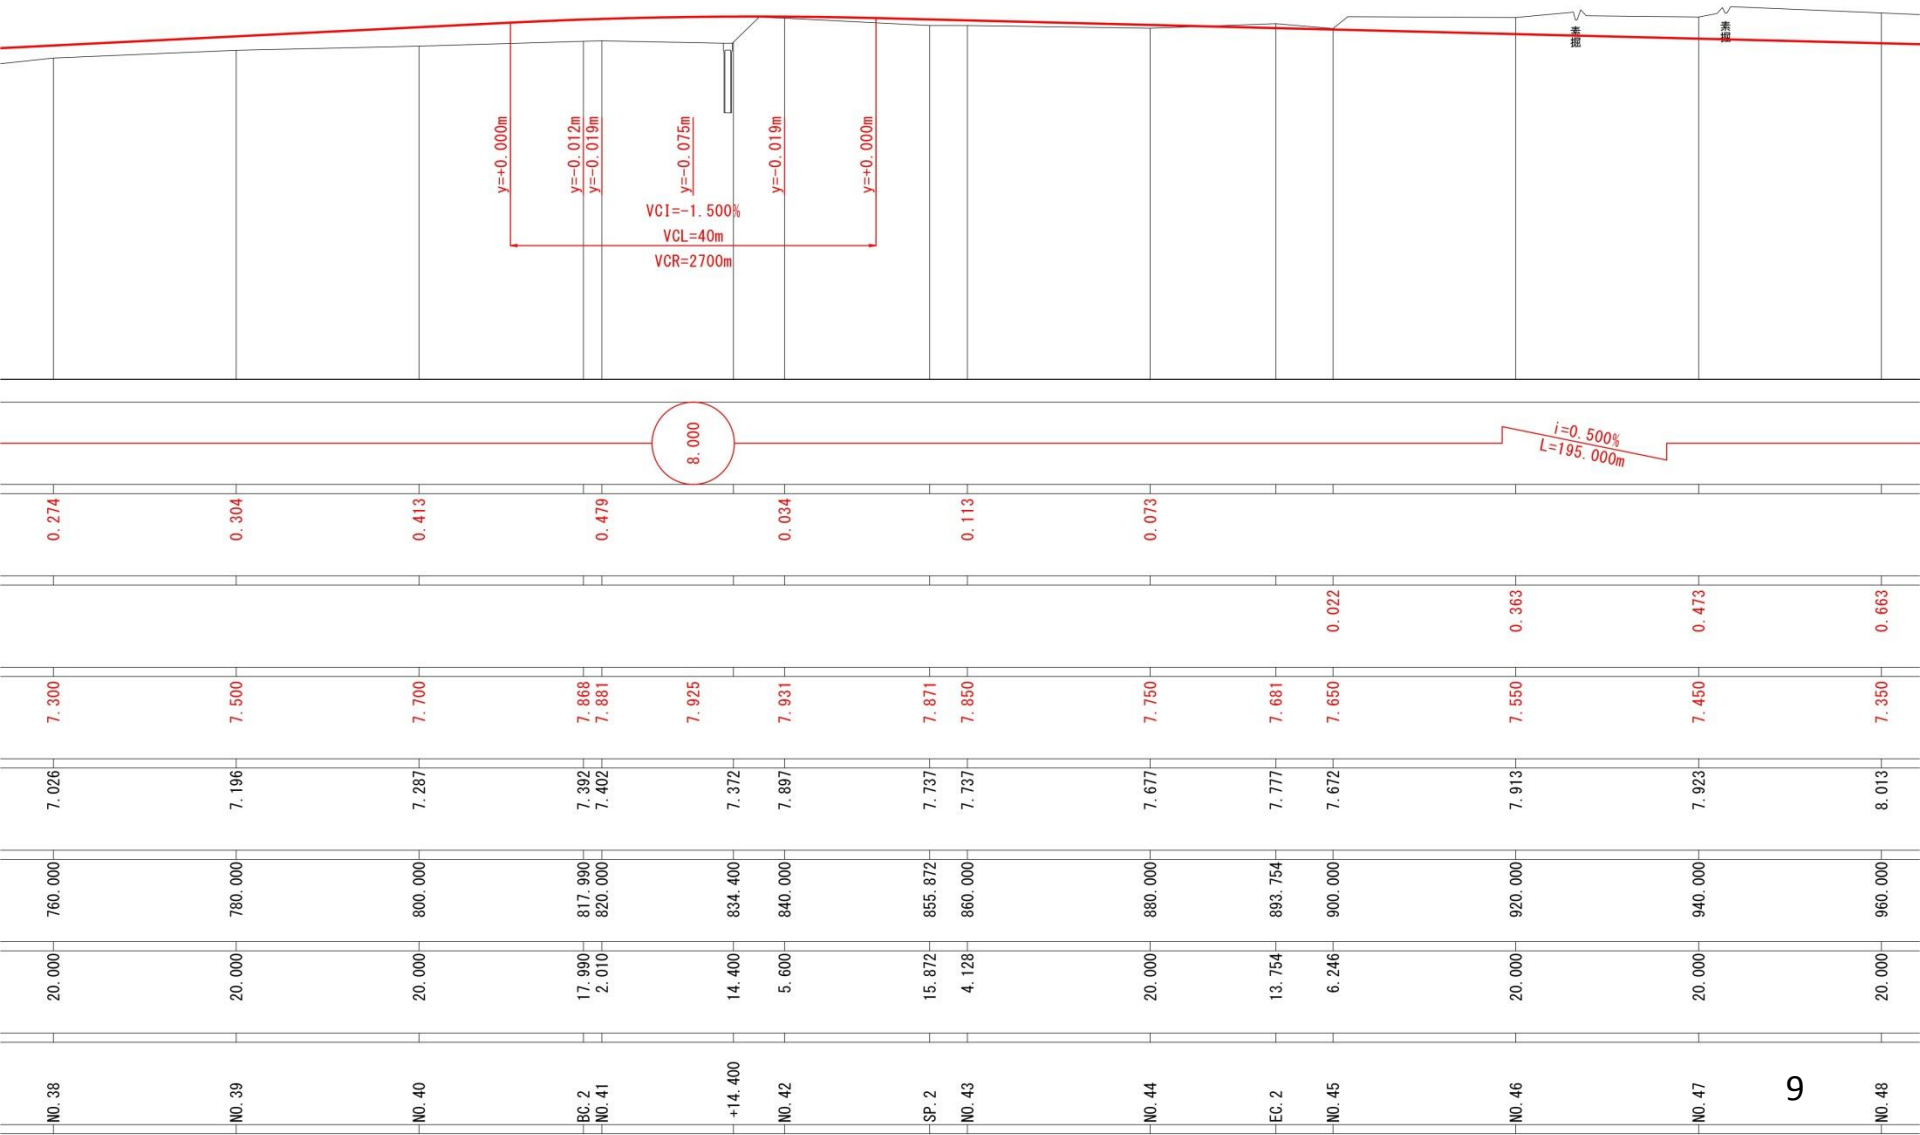 素掘
素掘
y=+0.000m
y=-0.012m
y=-0.019m
y=-0.075m
y=-0.019m
y=+0.000m
VCI=-1.500%
VCL=40m
VCR=2700m
8.000
i=0.500%
L=195.000m
0.274 0.304 0.413 0.479 0.034 0.113 0.073
0.022 0.363 0.473 0.663
7.300 7.500 7.700 7.868 7.881 7.925 7.931 7.871 7.850 7.750 7.681 7.650 7.550 7.450 7.350
7.026 7.196 7.287 7.392 7.402 7.372 7.897 7.737 7.737 7.677 7.777 7.672 7.913 7.923 8.013
760.000 780.000 800.000 817.990 820.000 834.400 840.000 855.872 860.000 880.000 893.754 900.000 920.000 940.000 960.000
20.000 20.000 20.000 17.990 2.010 14.400 5.600 15.872 4.128 20.000 13.754 6.246 20.000 20.000 20.000
NO.38 NO.39 NO.40 BC.2 NO.41 +14.400 NO.42 SP.2 NO.43 NO.44 EC.2 NO.45 NO.46 NO.47 NO.48
9